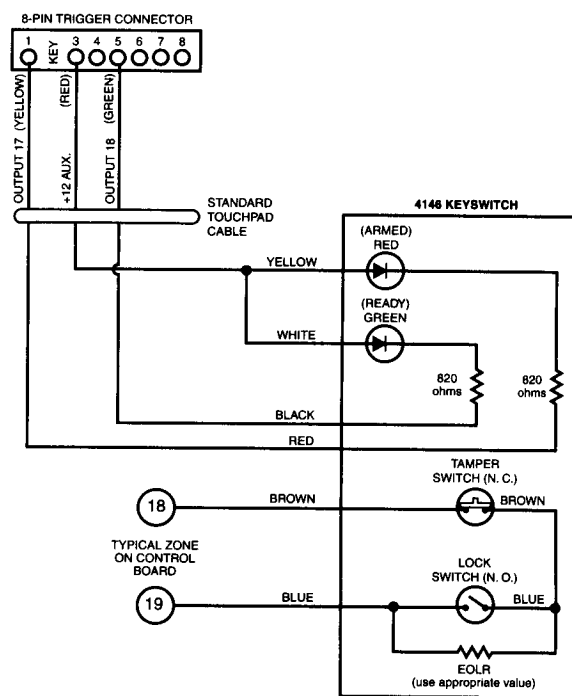 8-PIN TRIGGER CONNECTOR
1
KEY
3
4
5
6
7
8
OUTPUT 17 (YELLOW)
+12 AUX. (RED)
OUTPUT 18 (GREEN)
STANDARD
TOUCHPAD
CABLE
4146 KEYSWITCH
(ARMED)
RED
YELLOW
(READY)
GREEN
WHITE
820
ohms
820
ohms
BLACK
RED
TAMPER
SWITCH (N. C.)
18
BROWN
BROWN
TYPICAL ZONE
ON CONTROL
BOARD
LOCK
SWITCH (N. O.)
19
BLUE
BLUE
EOLR
(use appropriate value)